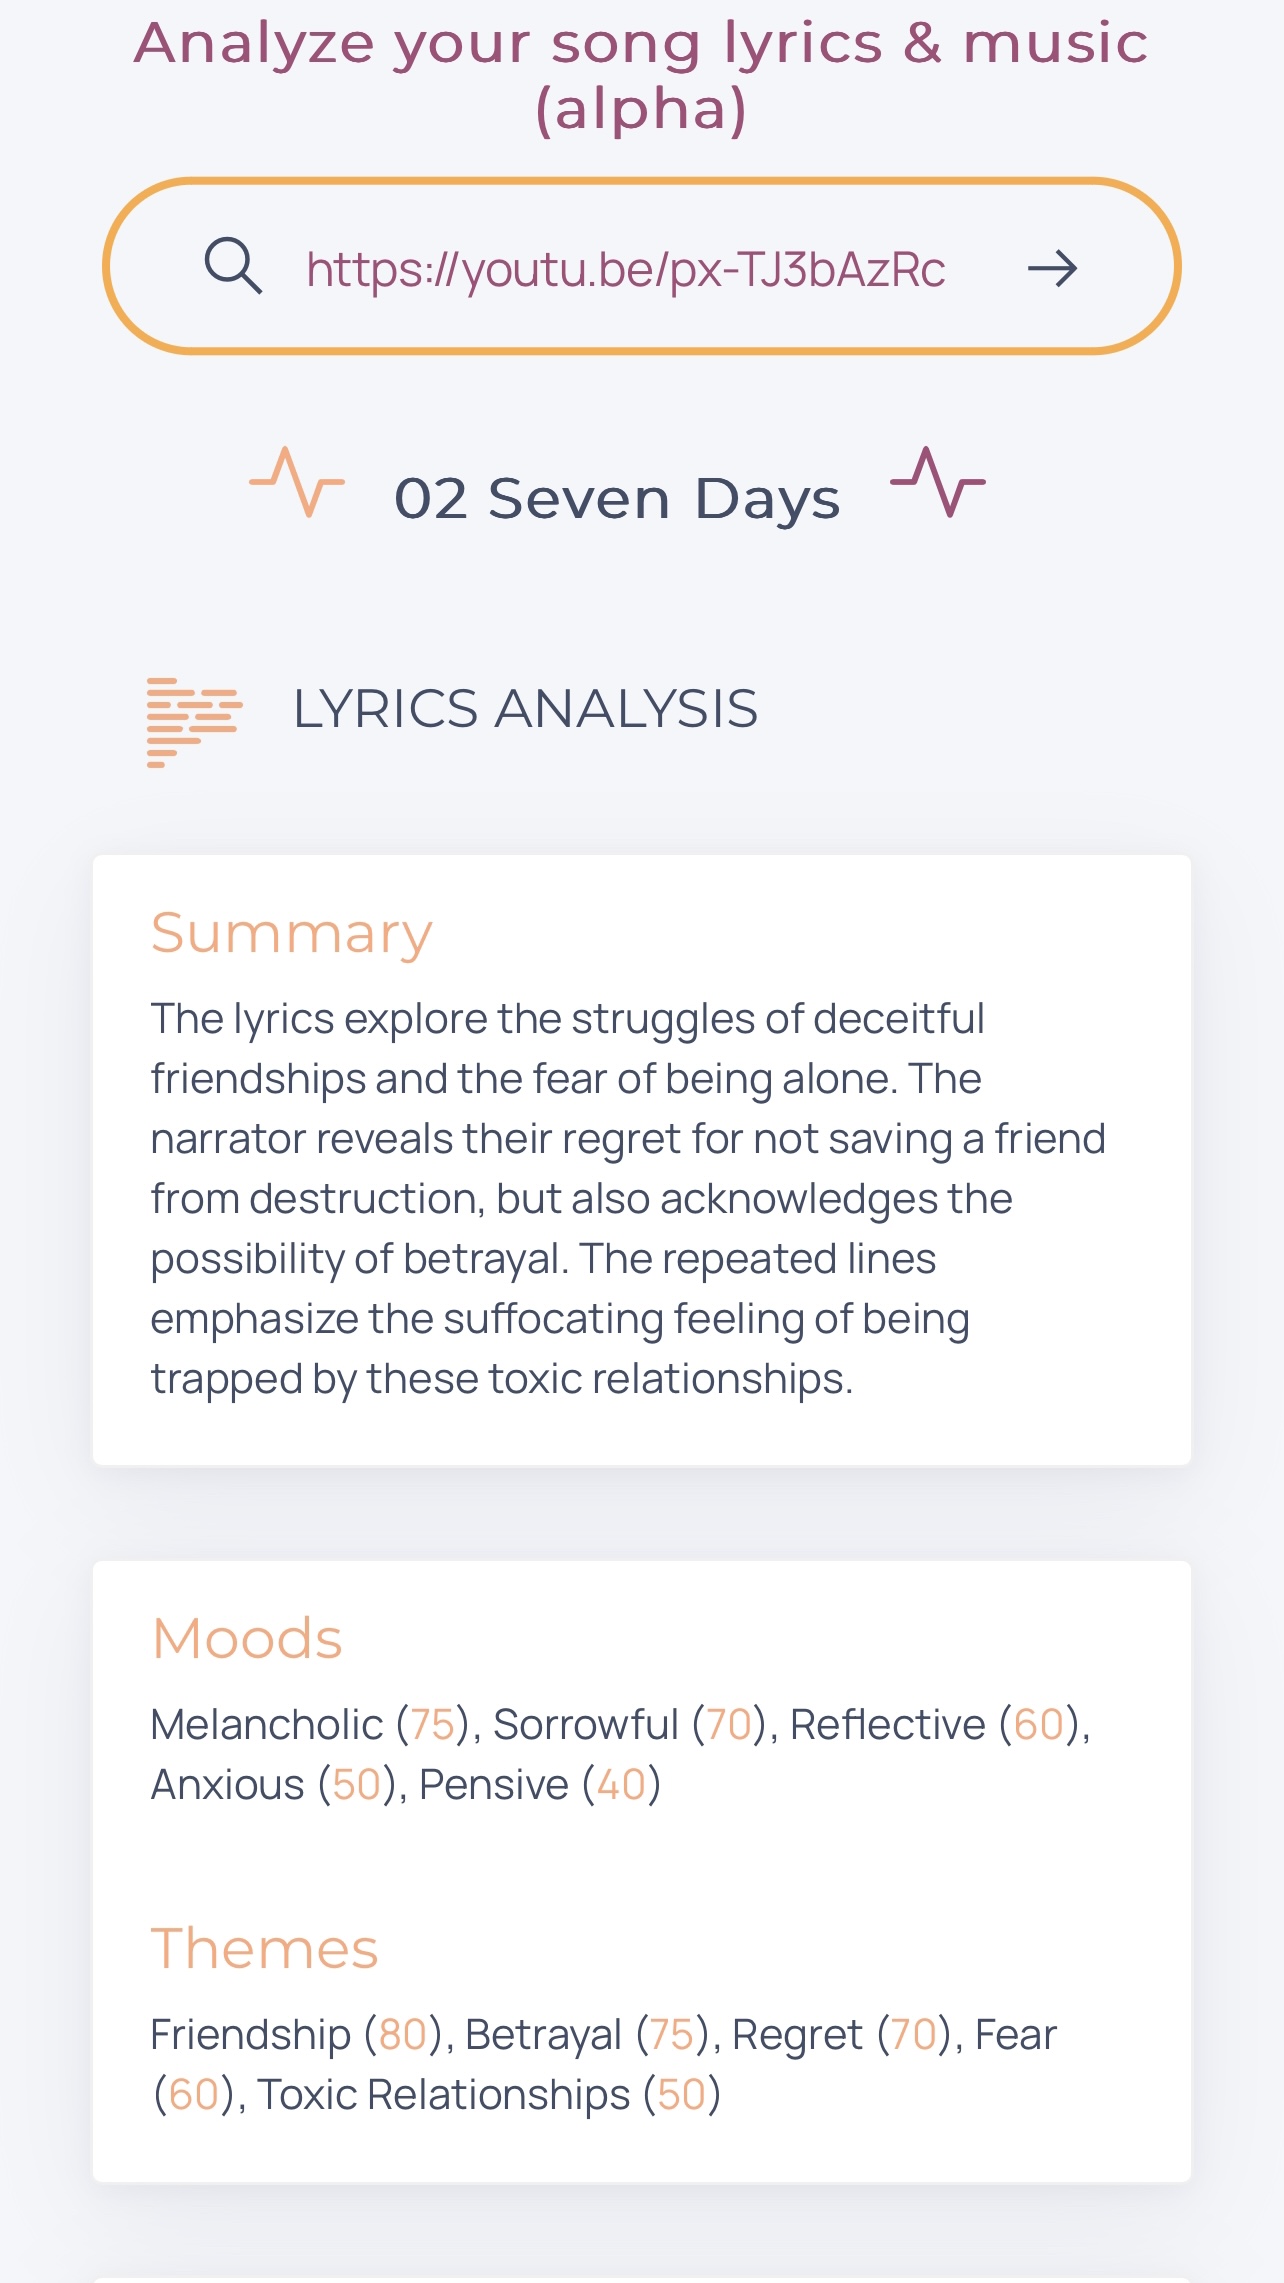 Analyze your song lyrics & music
(alpha)
https://youtu.be/px-TJ3bAzRc
02 Seven Days
LYRICS ANALYSIS
Summary
The lyrics explore the struggles of deceitful
friendships and the fear of being alone. The
narrator reveals their regret for not saving a friend
from destruction, but also acknowledges the
possibility of betrayal. The repeated lines
emphasize the suffocating feeling of being
trapped by these toxic relationships.
Moods
Melancholic (75), Sorrowful (70), Reflective (60),
Anxious (50), Pensive (40)
Themes
Friendship (80), Betrayal (75), Regret (70), Fear
(60), Toxic Relationships (50)